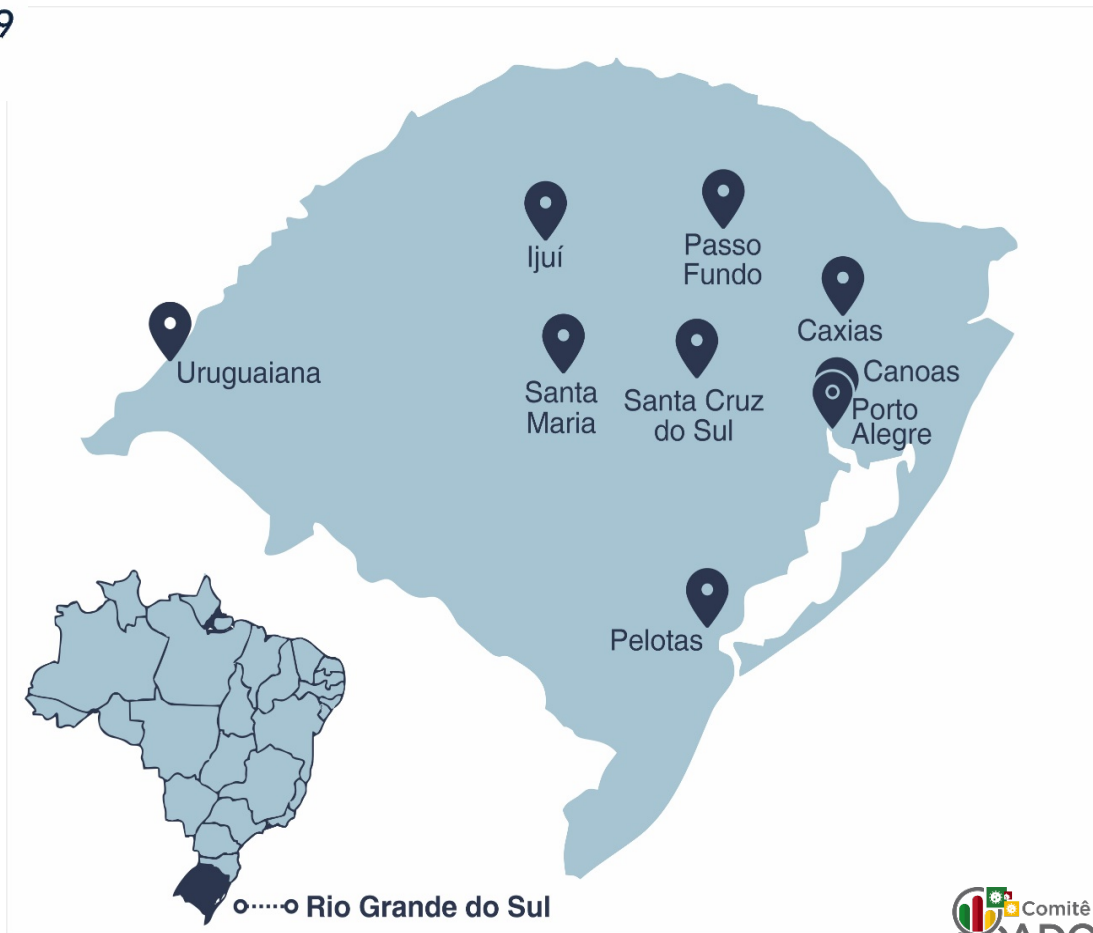 9
Ijuí
Passo
Fundo
Caxias
Uruguaiana
Santa
Maria
Santa Cruz
do Sul
Canoas
Porto
Alegre
Pelotas
Rio Grande do Sul
Comitê